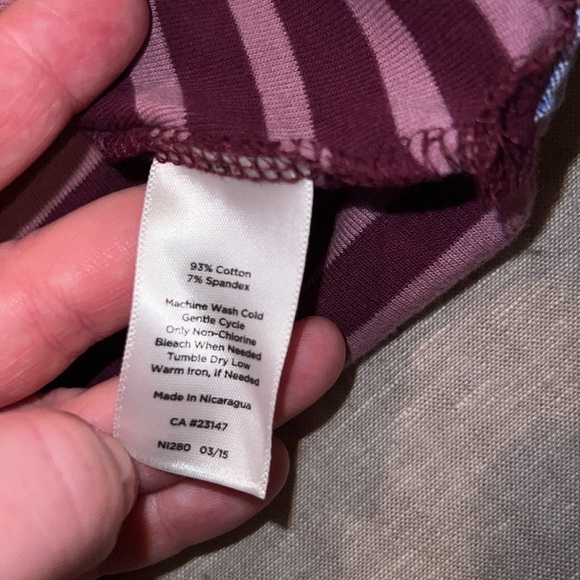 93% Cotton
7% Spandex
Machine Wash Cold
Gentle Cycle
Only Non-Chlorine
Bleach When Needed
Tumble Dry Low
Warm Iron, if Needed
Made in Nicaragua
CA #23147
NI280 03/15